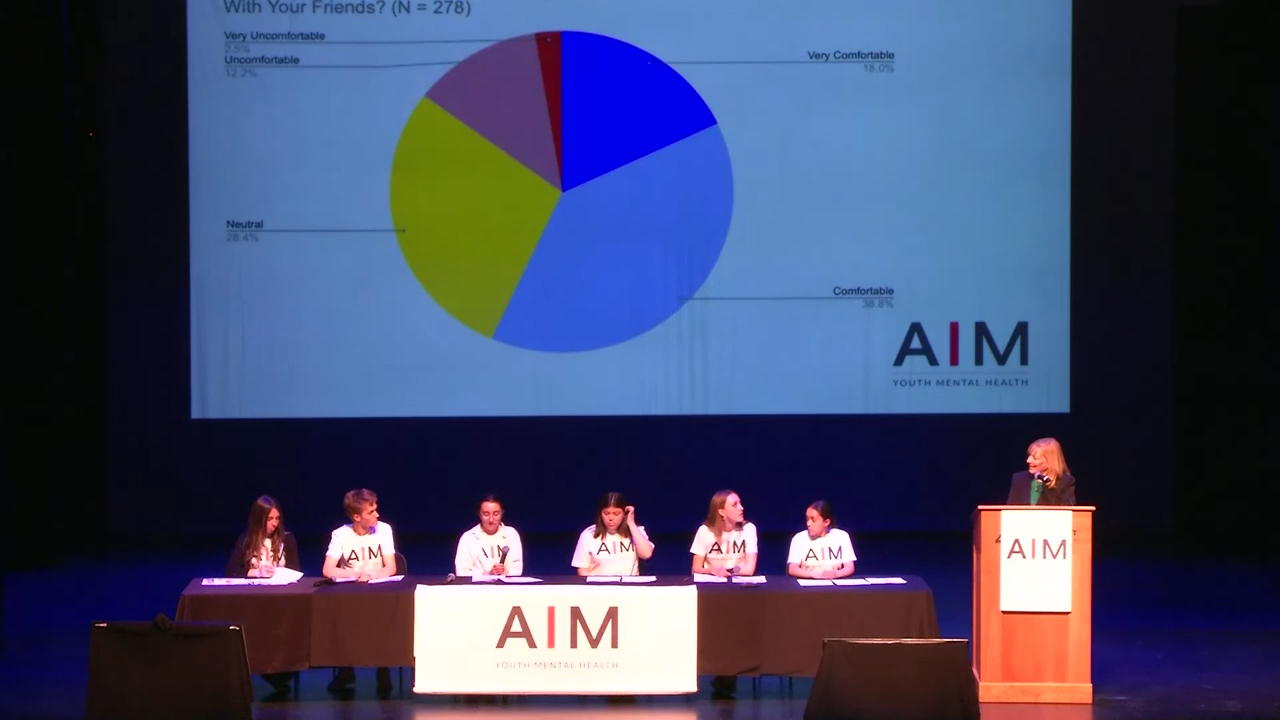 With Your Friends? (N = 278)
Very Uncomfortable
2.5%
Uncomfortable
12.2%
Very Comfortable
18.0%
Neutral
28.4%
Comfortable
38.8%
AIM
YOUTH MENTAL HEALTH
AIM
AIM
AIM
AIM
AIM
AIM
AIM
AIM
YOUTH MENTAL HEALTH